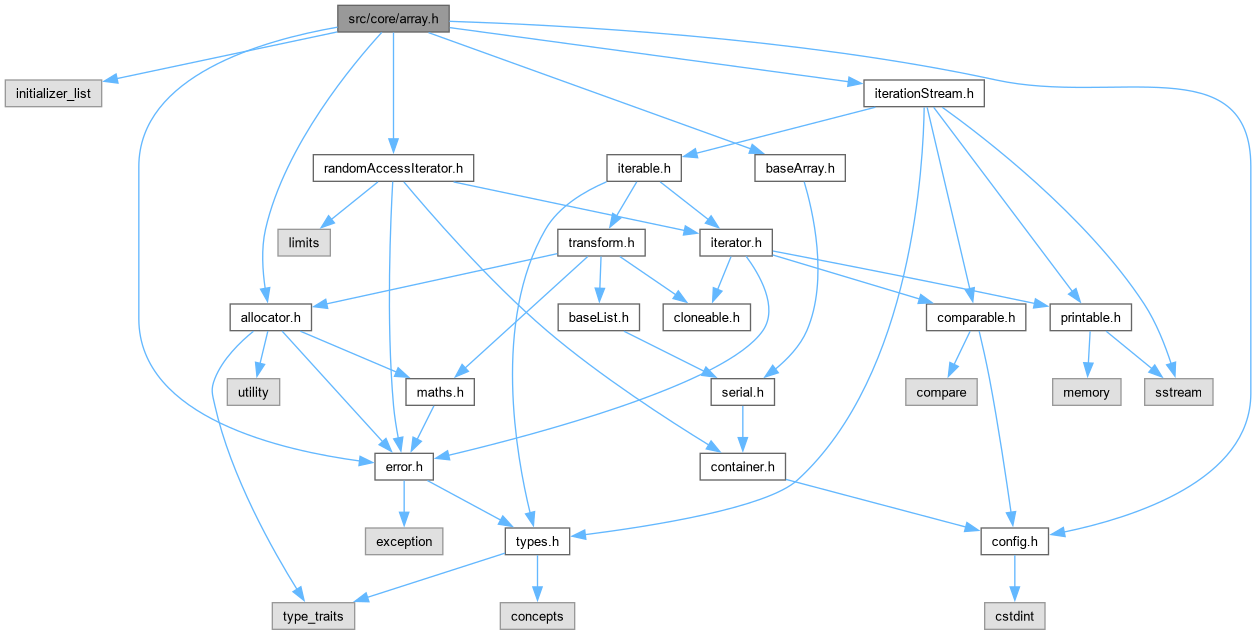 src/core/array.h
initializer_list
iterationStream.h
randomAccessIterator.h
iterable.h
baseArray.h
limits
transform.h
iterator.h
allocator.h
baseList.h
cloneable.h
comparable.h
printable.h
utility
maths.h
serial.h
compare
memory
sstream
error.h
container.h
exception
types.h
config.h
type_traits
concepts
cstdint